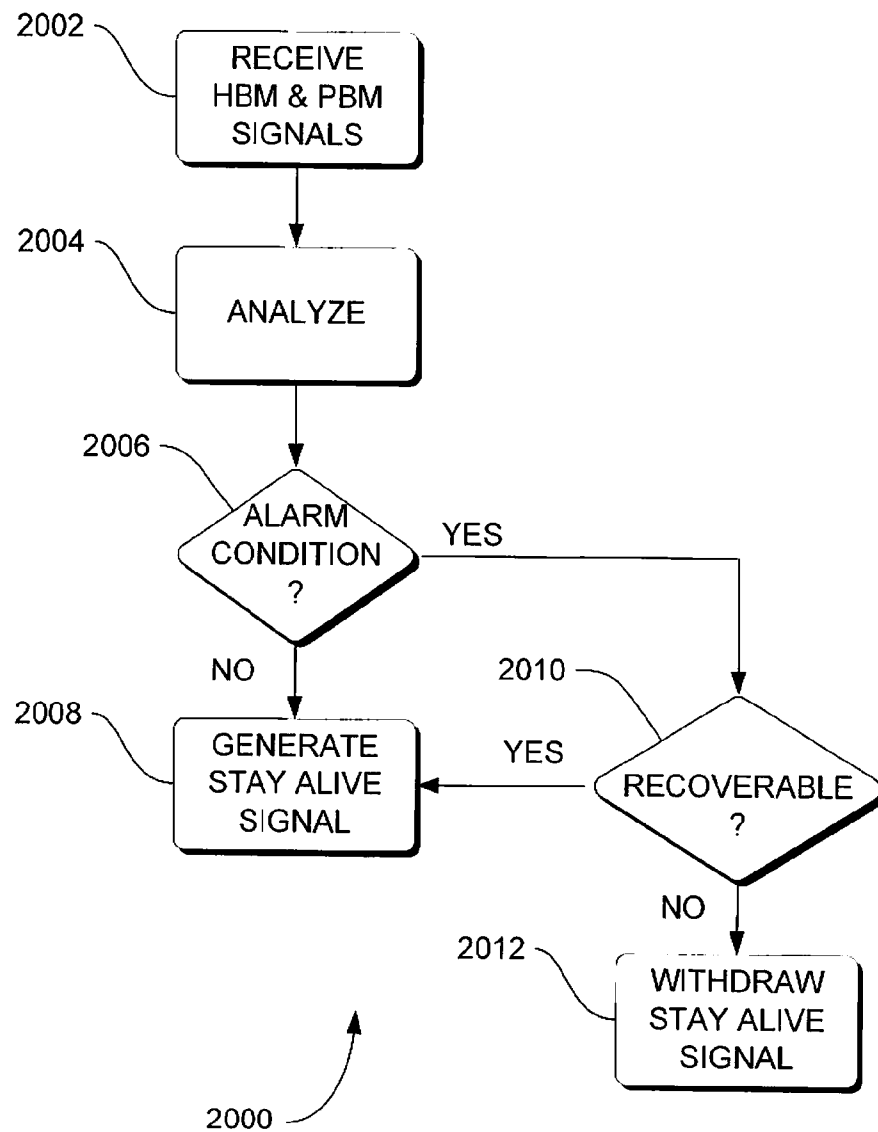 2002
RECEIVE
HBM & PBM
SIGNALS
2004
ANALYZE
2006
ALARM
CONDITION
?
YES
NO
2010
2008
GENERATE
STAY ALIVE
SIGNAL
YES
RECOVERABLE
?
NO
2012
WITHDRAW
STAY ALIVE
SIGNAL
2000